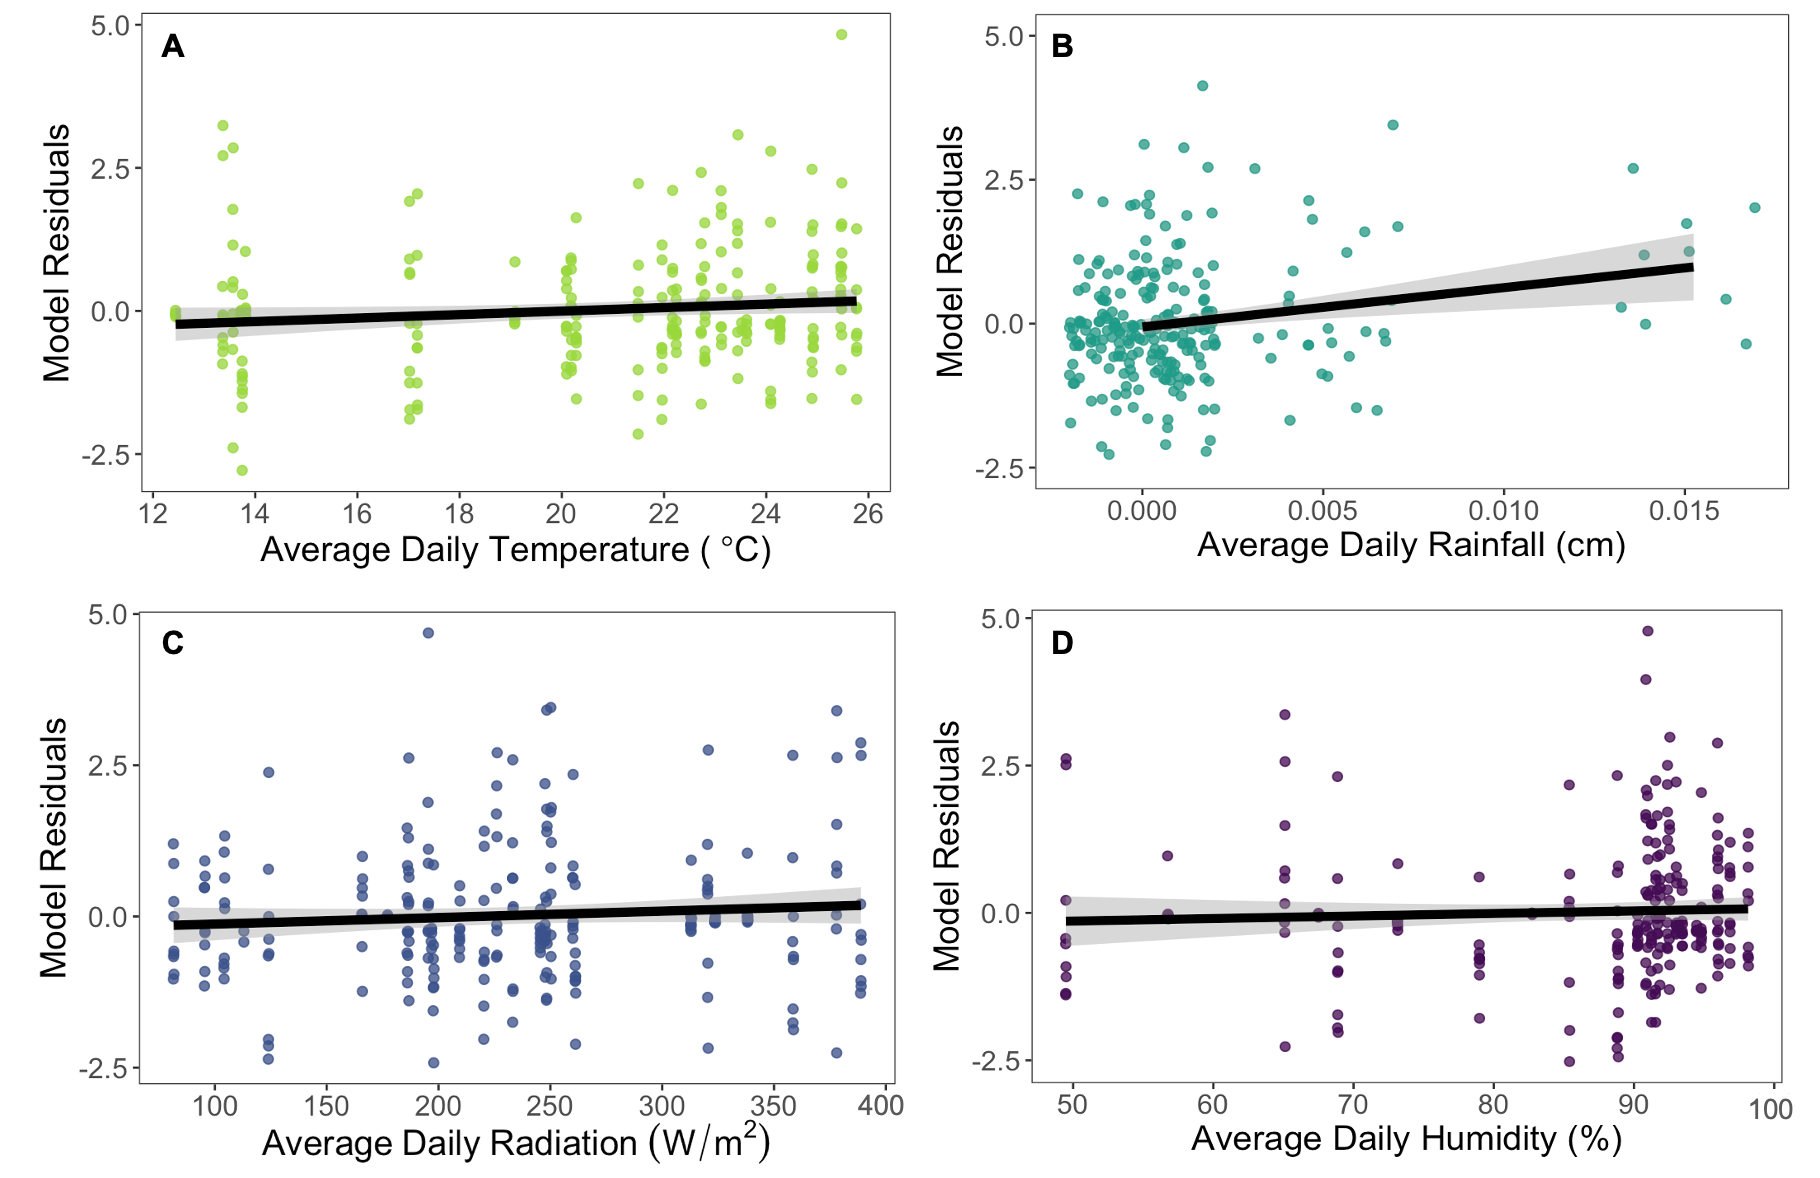 A
5.0
2.5
0.0
-2.5
Model Residuals
12 14 16 18 20 22 24 26
Average Daily Temperature ( °C)
B
5.0
2.5
0.0
-2.5
Model Residuals
0.000 0.005 0.010 0.015
Average Daily Rainfall (cm)
C
5.0
2.5
0.0
-2.5
Model Residuals
100 150 200 250 300 350 400
Average Daily Radiation (W/m²)
D
5.0
2.5
0.0
-2.5
Model Residuals
50 60 70 80 90 100
Average Daily Humidity (%)